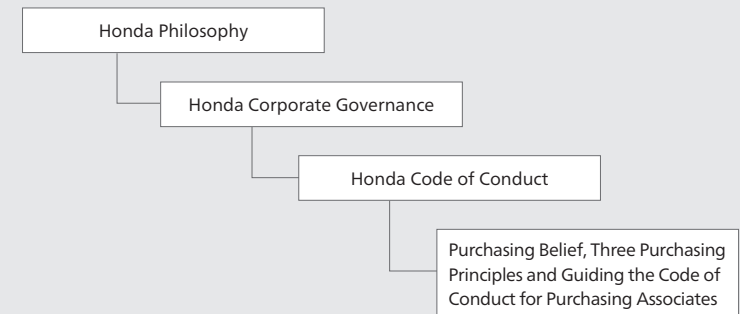 Honda Philosophy
Honda Corporate Governance
Honda Code of Conduct
Purchasing Belief, Three Purchasing
Principles and Guiding the Code of
Conduct for Purchasing Associates